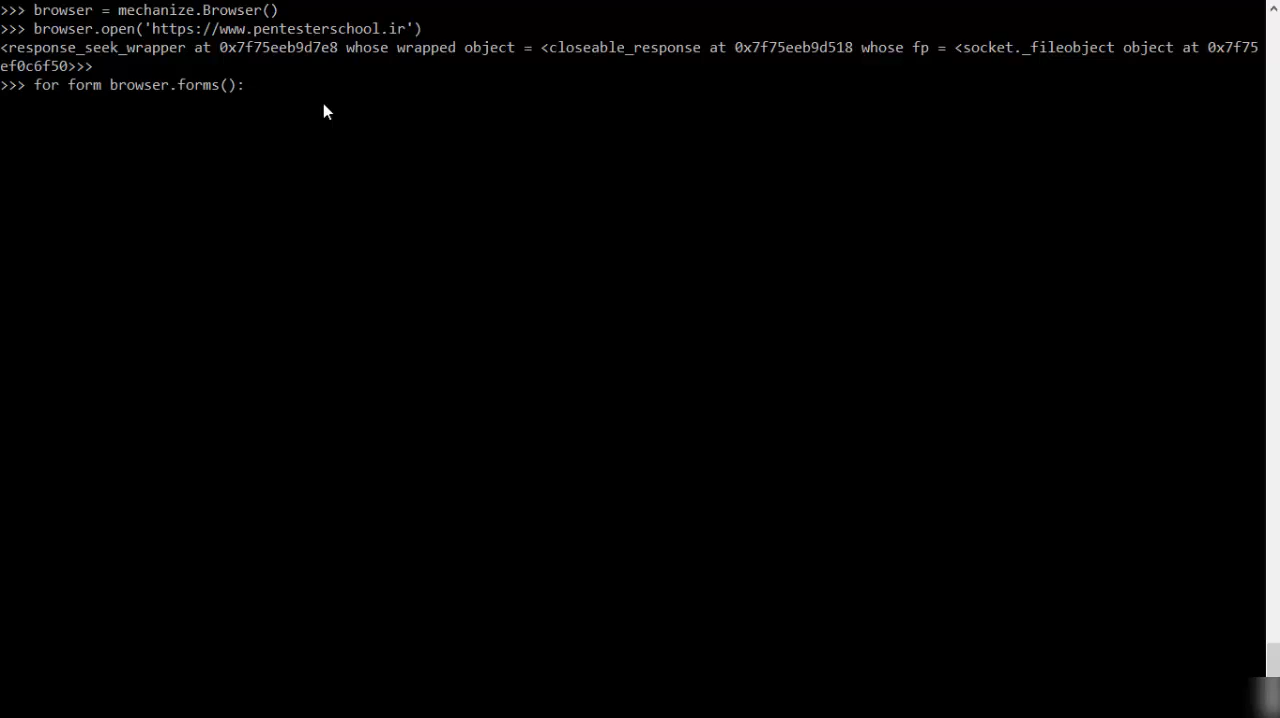 >>> browser = mechanize.Browser()
>>> browser.open('https://www.pentesterschool.ir')
<response_seek_wrapper at 0x7f75eeb9d7e8 whose wrapped object = <closeable_response at 0x7f75eeb9d518 whose fp = <socket._fileobject object at 0x7f75
ef0c6f50>>>
>>> for form browser.forms():